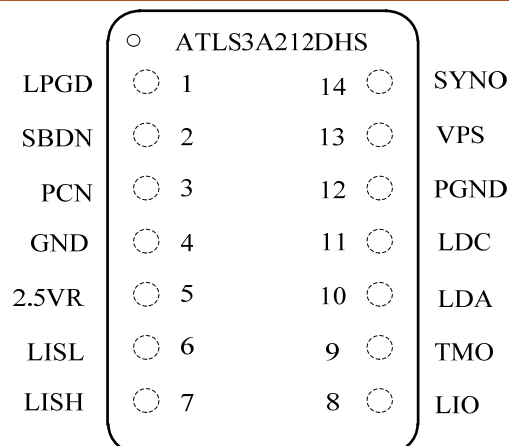 ATLS3A212DHS
LPGD 1 14 SYNO
SBDN 2 13 VPS
PCN 3 12 PGND
GND 4 11 LDC
2.5VR 5 10 LDA
LISL 6 9 TMO
LISH 7 8 LIO